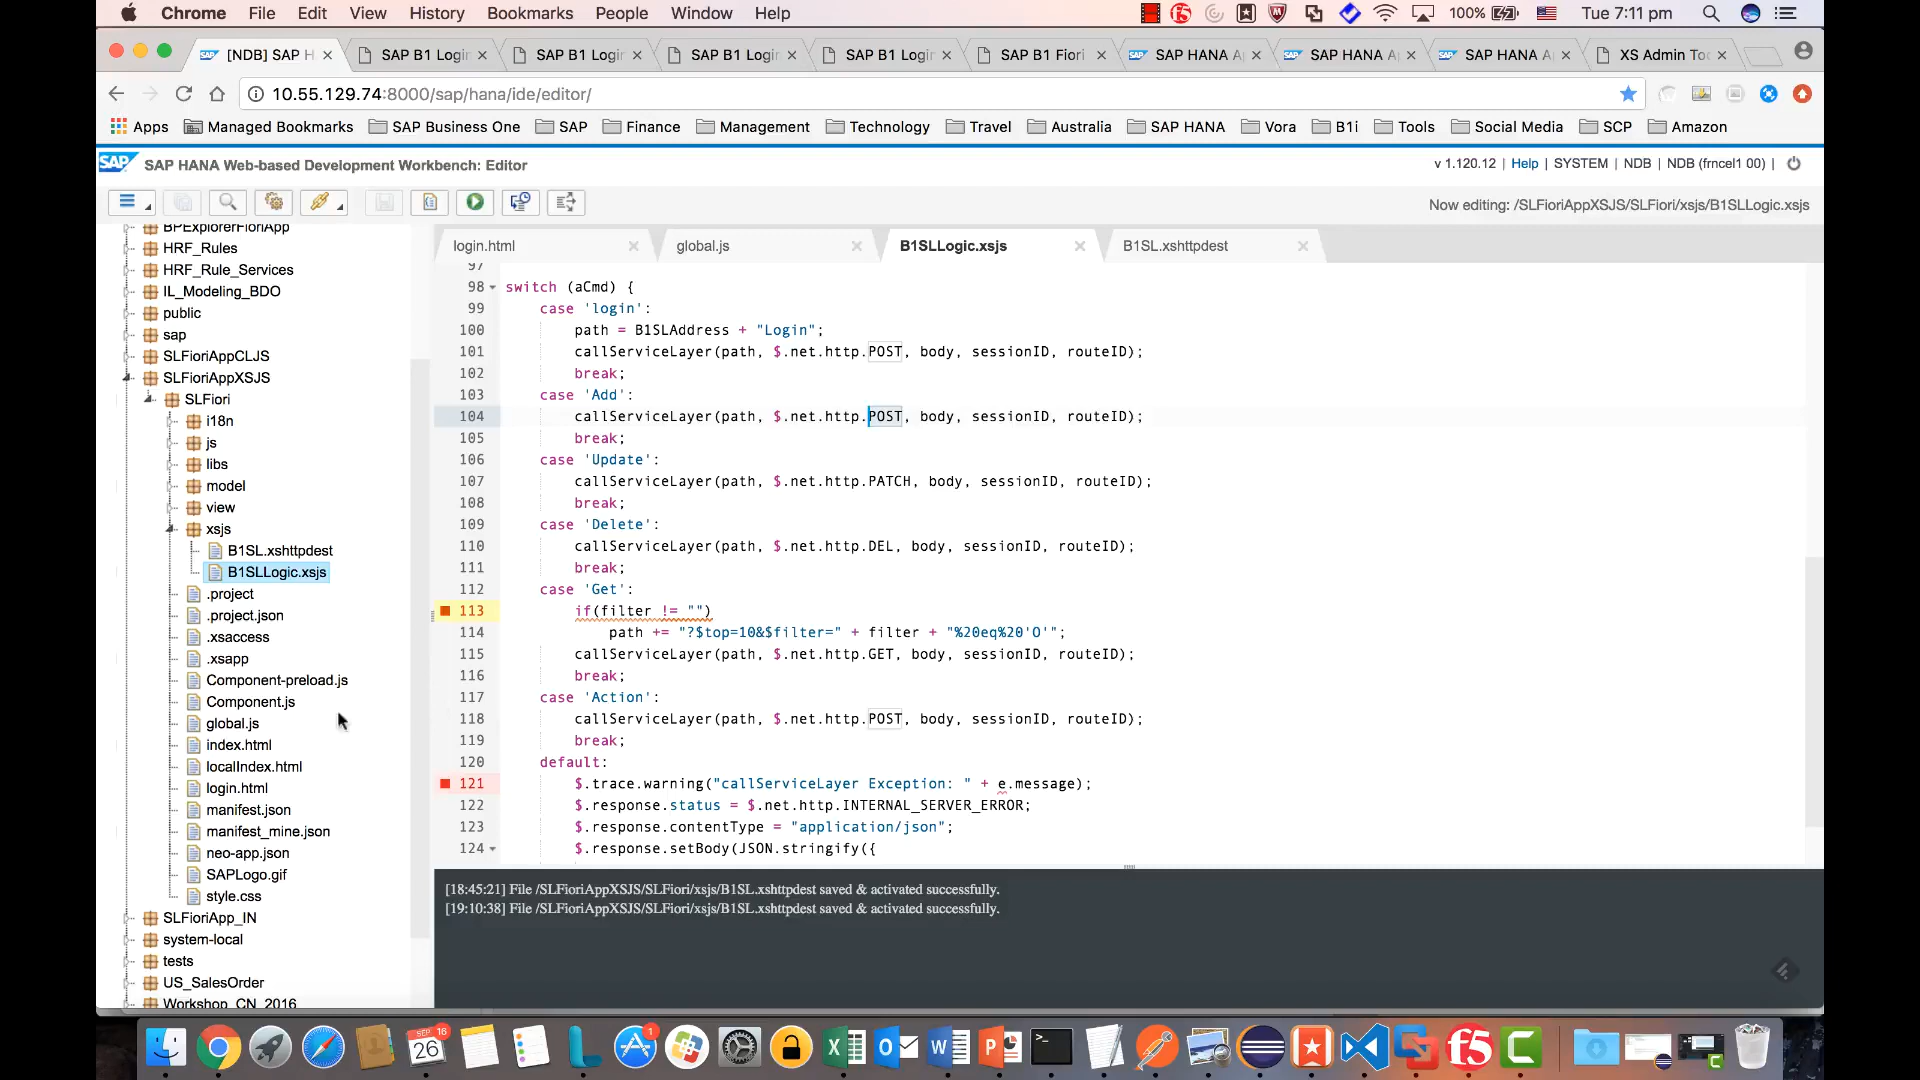 Chrome File Edit View History Bookmarks People Window Help 100% Tue 7:11 pm
[NDB] SAP H SAP B1 Logi SAP B1 Logi SAP B1 Logi SAP B1 Logi SAP B1 Fiori SAP HANA A SAP HANA A SAP HANA A XS Admin To
10.55.129.74:8000/sap/hana/ide/editor/
Apps Managed Bookmarks SAP Business One SAP Finance Management Technology Travel Australia SAP HANA Vora B1i Tools Social Media SCP Amazon
SAP SAP HANA Web-based Development Workbench: Editor v 1.120.12 | Help | SYSTEM | NDB | NDB (frncel1 00) |
Now editing: /SLFioriAppXSJS/SLFiori/xsjs/B1SLLogic.xsjs
BPExplorerFioriApp
HRF_Rules
HRF_Rule_Services
IL_Modeling_BDO
public
sap
SLFioriAppCLJS
SLFioriAppXSJS
SLFiori
i18n
js
libs
model
view
xsjs
B1SL.xshttpdest
B1SLLogic.xsjs
.project
.project.json
.xsaccess
.xsapp
Component-preload.js
Component.js
global.js
index.html
localIndex.html
login.html
manifest.json
manifest_mine.json
neo-app.json
SAPLogo.gif
style.css
SLFioriApp_IN
system-local
tests
US_SalesOrder
Workshop_CN_2016
login.html global.js B1SLLogic.xsjs B1SL.xshttpdest
97
98 switch (aCmd) {
99 case 'login':
100 path = B1SLAddress + "Login";
101 callServiceLayer(path, $.net.http.POST, body, sessionID, routeID);
102 break;
103 case 'Add':
104 callServiceLayer(path, $.net.http.POST, body, sessionID, routeID);
105 break;
106 case 'Update':
107 callServiceLayer(path, $.net.http.PATCH, body, sessionID, routeID);
108 break;
109 case 'Delete':
110 callServiceLayer(path, $.net.http.DEL, body, sessionID, routeID);
111 break;
112 case 'Get':
113 if(filter != "")
114 path += "?$top=10&$filter=" + filter + "%20eq%20'O'";
115 callServiceLayer(path, $.net.http.GET, body, sessionID, routeID);
116 break;
117 case 'Action':
118 callServiceLayer(path, $.net.http.POST, body, sessionID, routeID);
119 break;
120 default:
121 $.trace.warning("callServiceLayer Exception: " + e.message);
122 $.response.status = $.net.http.INTERNAL_SERVER_ERROR;
123 $.response.contentType = "application/json";
124 $.response.setBody(JSON.stringify({
[18:45:21] File /SLFioriAppXSJS/SLFiori/xsjs/B1SL.xshttpdest saved & activated successfully.
[19:10:38] File /SLFioriAppXSJS/SLFiori/xsjs/B1SL.xshttpdest saved & activated successfully.
SEP 26 16 1